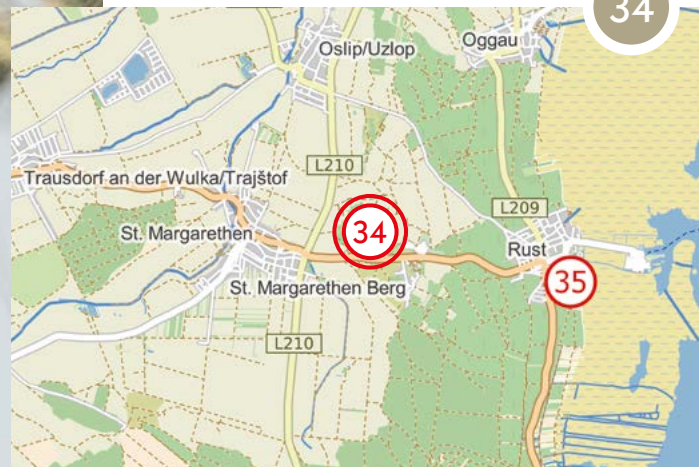 34
Oslip/Uzlop
Oggau
L210
Trausdorf an der Wulka/Trajštof
L209
St. Margarethen
34
Rust
St. Margarethen Berg
35
L210